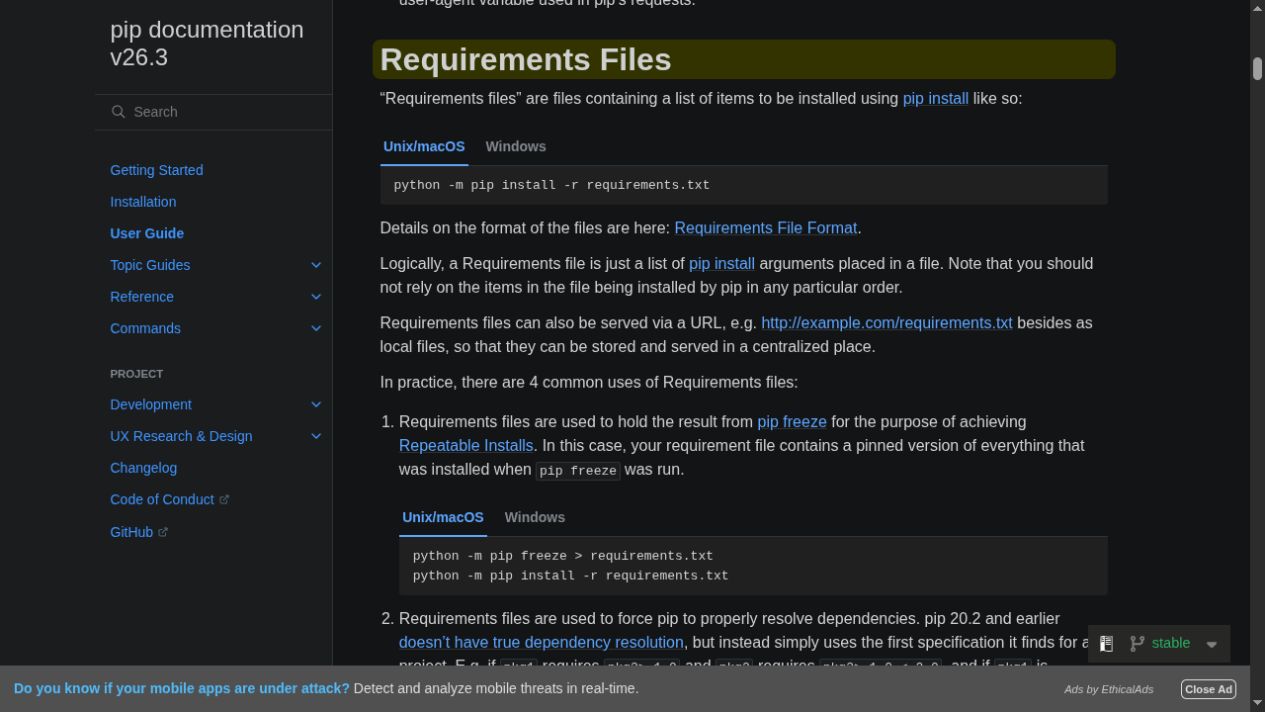 pip documentation
v26.3
Search
Getting Started
Installation
User Guide
Topic Guides
Reference
Commands
PROJECT
Development
UX Research & Design
Changelog
Code of Conduct
GitHub
user-agent variable used in pip's requests.
Requirements Files
“Requirements files” are files containing a list of items to be installed using pip install like so:
Unix/macOS Windows
python -m pip install -r requirements.txt
Details on the format of the files are here: Requirements File Format.
Logically, a Requirements file is just a list of pip install arguments placed in a file. Note that you should
not rely on the items in the file being installed by pip in any particular order.
Requirements files can also be served via a URL, e.g. http://example.com/requirements.txt besides as
local files, so that they can be stored and served in a centralized place.
In practice, there are 4 common uses of Requirements files:
1. Requirements files are used to hold the result from pip freeze for the purpose of achieving
Repeatable Installs. In this case, your requirement file contains a pinned version of everything that
was installed when pip freeze was run.
Unix/macOS Windows
python -m pip freeze > requirements.txt
python -m pip install -r requirements.txt
2. Requirements files are used to force pip to properly resolve dependencies. pip 20.2 and earlier
doesn’t have true dependency resolution, but instead simply uses the first specification it finds for a
project. E.g. if pkg1 requires and requires , and if pkg1 is
stable
Do you know if your mobile apps are under attack? Detect and analyze mobile threats in real-time.
Ads by EthicalAds
Close Ad